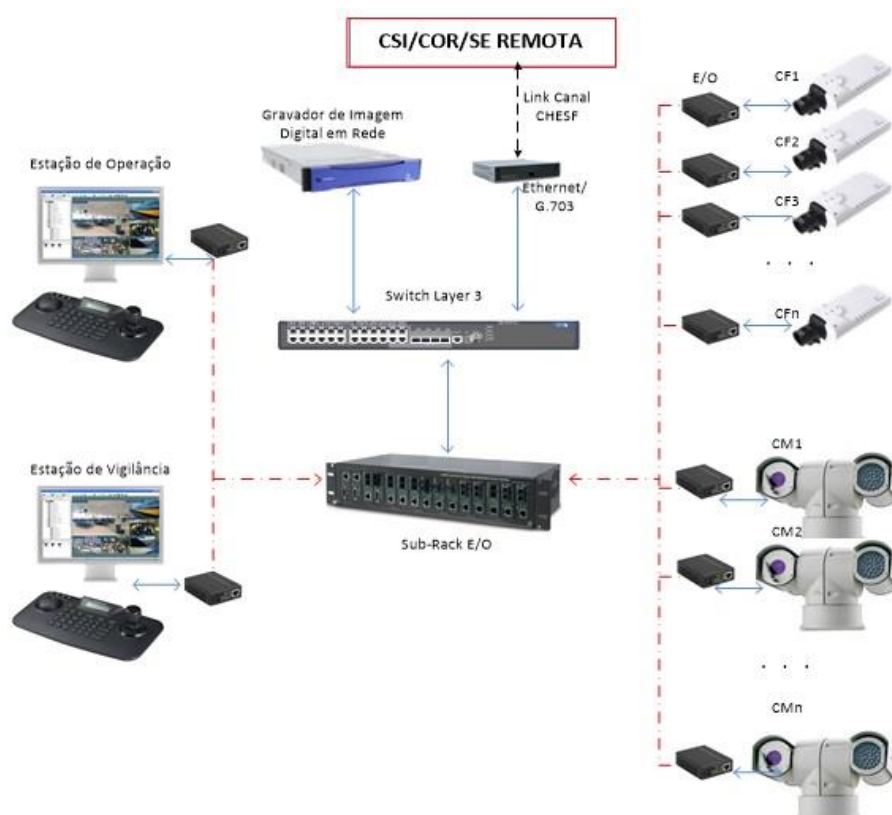 CSI/COR/SE REMOTA
Link Canal
CHESF
Gravador de Imagem
Digital em Rede
Ethernet/
G.703
Estação de Operação
Switch Layer 3
Estação de Vigilância
Sub-Rack E/O
E/O
CF1
CF2
CF3
. . .
CFn
CM1
CM2
. . .
CMn